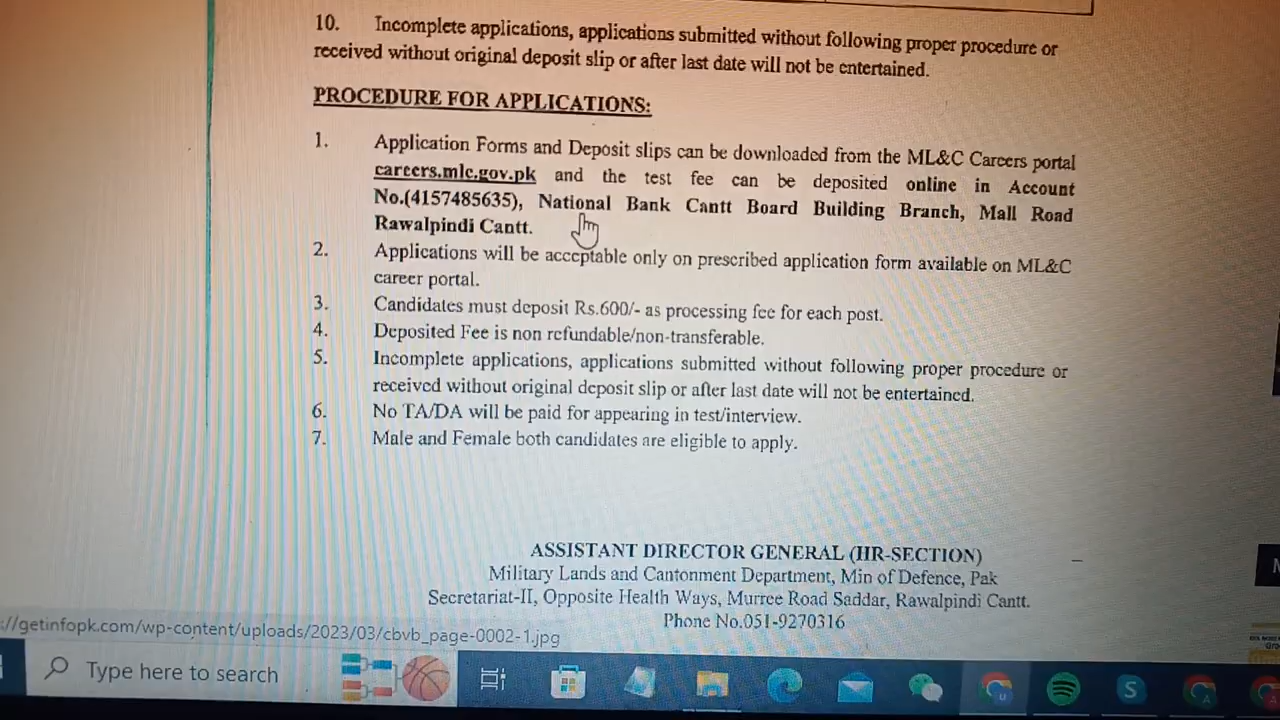 10. Incomplete applications, applications submitted without following proper procedure or
received without original deposit slip or after last date will not be entertained.
PROCEDURE FOR APPLICATIONS:
1. Application Forms and Deposit slips can be downloaded from the ML&C Careers portal
careers.mlc.gov.pk and the test fee can be deposited online in Account
No.(4157485635), National Bank Cantt Board Building Branch, Mall Road
Rawalpindi Cantt.
2. Applications will be acceptable only on prescribed application form available on ML&C
career portal.
3. Candidates must deposit Rs.600/- as processing fee for each post.
4. Deposited Fee is non refundable/non-transferable.
5. Incomplete applications, applications submitted without following proper procedure or
received without original deposit slip or after last date will not be entertained.
6. No TA/DA will be paid for appearing in test/interview.
7. Male and Female both candidates are eligible to apply.
ASSISTANT DIRECTOR GENERAL (HR-SECTION)
Military Lands and Cantonment Department, Min of Defence, Pak
Secretariat-II, Opposite Health Ways, Murree Road Saddar, Rawalpindi Cantt.
Phone No.051-9270316
://getinfopk.com/wp-content/uploads/2023/03/cbvb_page-0002-1.jpg
Type here to search